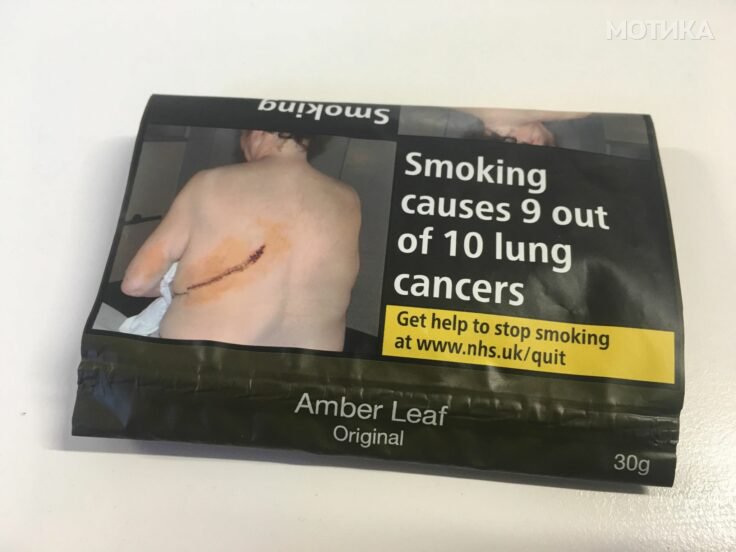 МОТИКА
Smoking
Smoking
causes 9 out
of 10 lung
cancers
Get help to stop smoking
at www.nhs.uk/quit
Amber Leaf
Original
30g